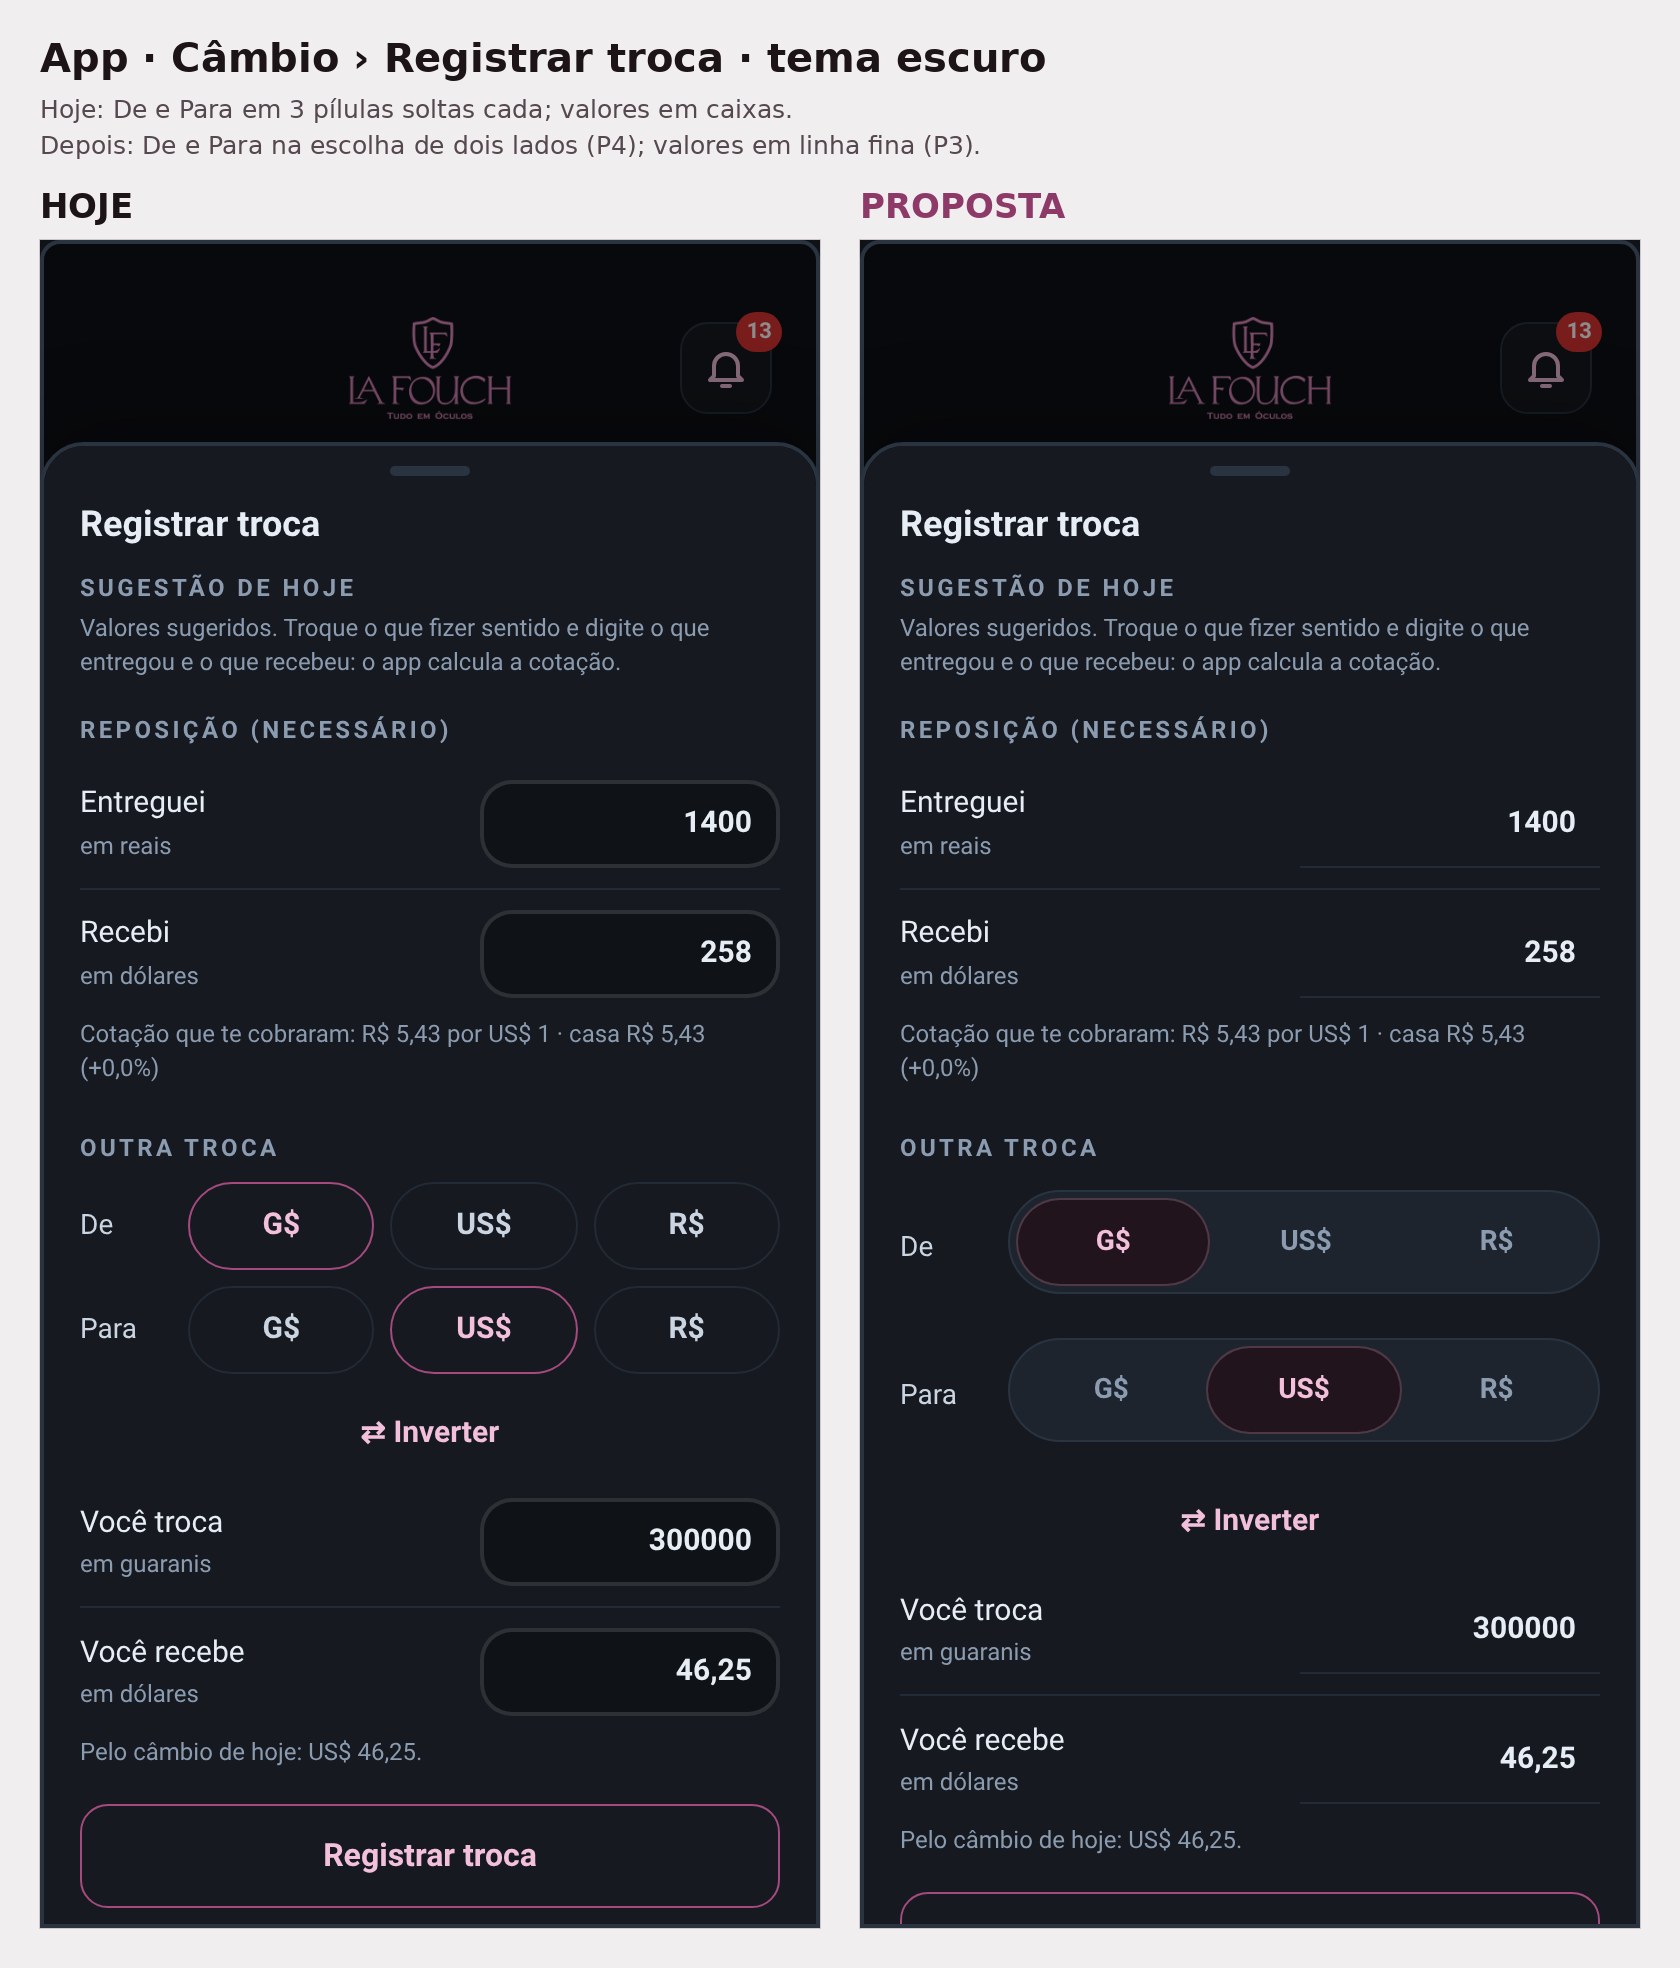 App · Câmbio › Registrar troca · tema escuro
Hoje: De e Para em 3 pílulas soltas cada; valores em caixas.
Depois: De e Para na escolha de dois lados (P4); valores em linha fina (P3).
HOJE
13
LF
LA FOUCH
TUDO EM ÓCULOS
Registrar troca
SUGESTÃO DE HOJE
Valores sugeridos. Troque o que fizer sentido e digite o que
entregou e o que recebeu: o app calcula a cotação.
REPOSIÇÃO (NECESSÁRIO)
Entreguei
em reais
1400
Recebi
em dólares
258
Cotação que te cobraram: R$ 5,43 por US$ 1 · casa R$ 5,43
(+0,0%)
OUTRA TROCA
De G$ US$ R$
Para G$ US$ R$
⇄ Inverter
Você troca
em guaranis
300000
Você recebe
em dólares
46,25
Pelo câmbio de hoje: US$ 46,25.
Registrar troca
PROPOSTA
13
LF
LA FOUCH
TUDO EM ÓCULOS
Registrar troca
SUGESTÃO DE HOJE
Valores sugeridos. Troque o que fizer sentido e digite o que
entregou e o que recebeu: o app calcula a cotação.
REPOSIÇÃO (NECESSÁRIO)
Entreguei
em reais
1400
Recebi
em dólares
258
Cotação que te cobraram: R$ 5,43 por US$ 1 · casa R$ 5,43
(+0,0%)
OUTRA TROCA
De G$ US$ R$
Para G$ US$ R$
⇄ Inverter
Você troca
em guaranis
300000
Você recebe
em dólares
46,25
Pelo câmbio de hoje: US$ 46,25.